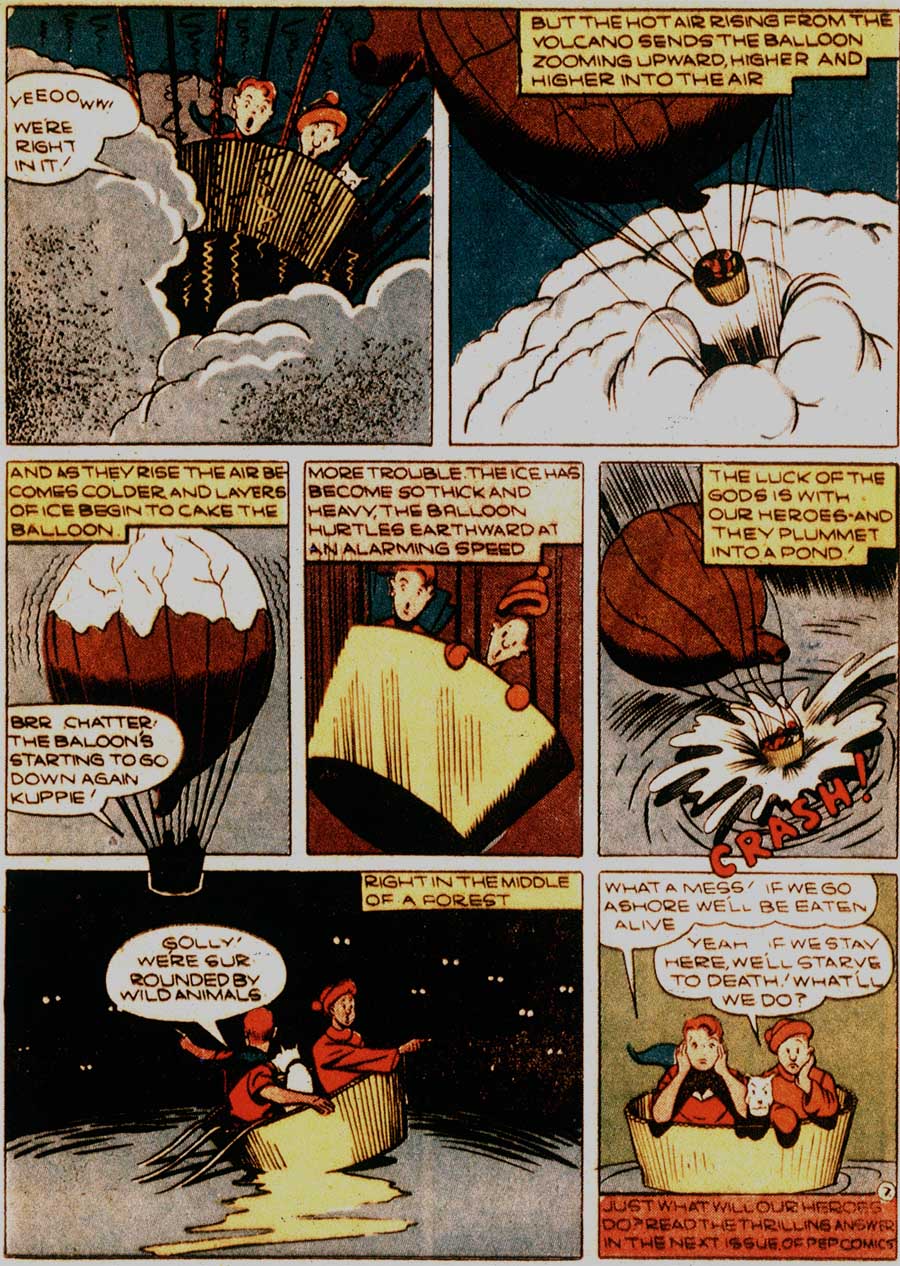 YEEOOWW!
WE'RE
RIGHT
IN IT!
BUT THE HOT AIR RISING FROM THE
VOLCANO SENDS THE BALLOON
ZOOMING UPWARD, HIGHER AND
HIGHER INTO THE AIR
AND AS THEY RISE THE AIR BE
COMES COLDER AND LAYERS
OF ICE BEGIN TO CAKE THE
BALLOON.
BRR CHATTER!
THE BALOON'S
STARTING TO GO
DOWN AGAIN
KUPPIE!
MORE TROUBLE. THE ICE HAS
BECOME SO THICK AND
HEAVY, THE BALLOON
HURTLES EARTHWARD AT
AN ALARMING SPEED
THE LUCK OF THE
GODS IS WITH
OUR HEROES-AND
THEY PLUMMET
INTO A POND!
CRASH!
RIGHT IN THE MIDDLE
OF A FOREST
GOLLY!
WE'RE SUR
ROUNDED BY
WILD ANIMALS.
WHAT A MESS! IF WE GO
ASHORE WE'LL BE EATEN
ALIVE
YEAH IF WE STAY
HERE, WE'LL STARVE
TO DEATH! WHAT'LL
WE DO?
7
JUST WHAT WILL OUR HEROES
DO? READ THE THRILLING ANSWER
IN THE NEXT ISSUE, OF PEP COMICS